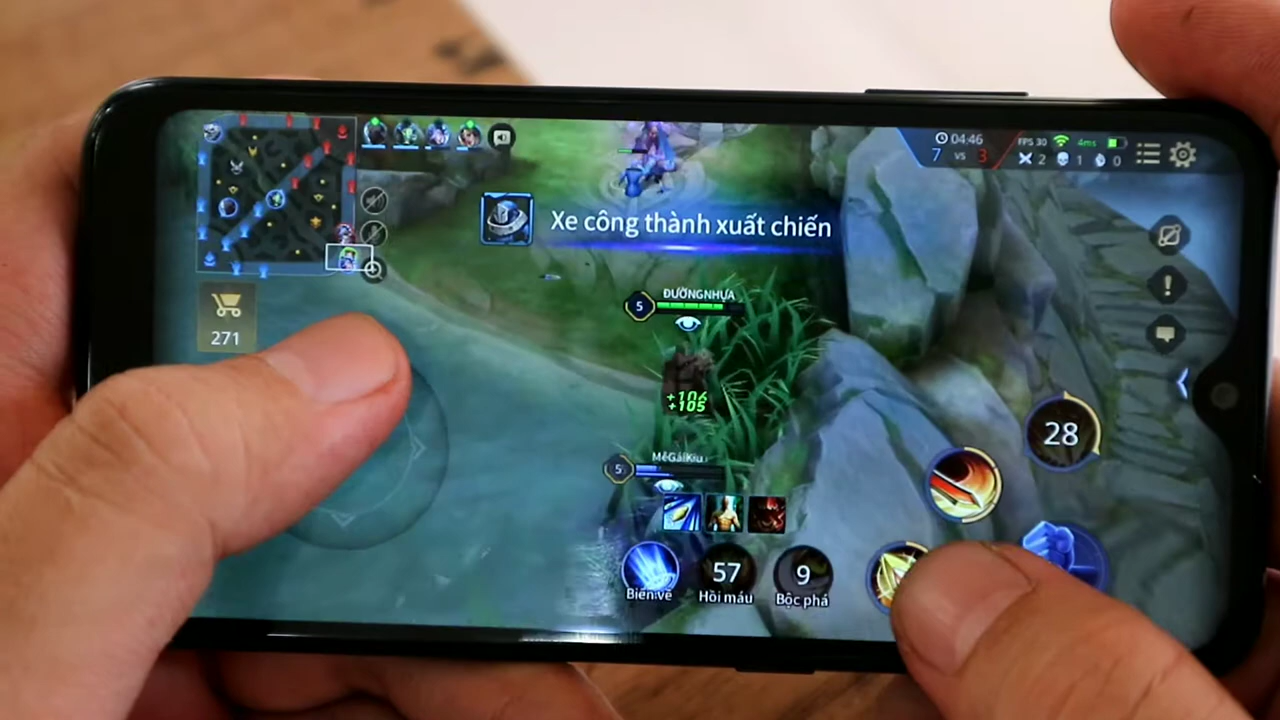 04:46
7 VS 3
FPS 30
4ms
2 1 0
Xe công thành xuất chiến
271
5
ĐƯỜNGNHỰA
+106
+105
5
MêGáiKiu
28
Biến về
57
Hồi máu
9
Bộc phá